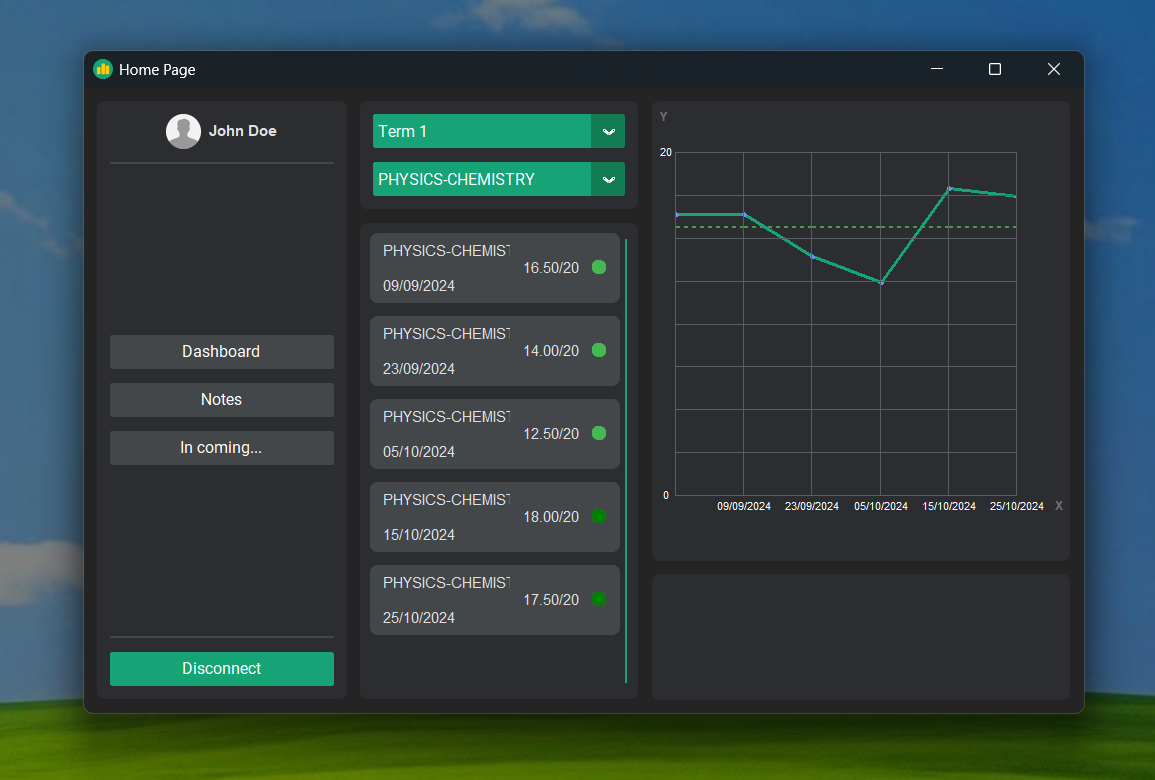 Home Page
John Doe
Dashboard
Notes
In coming...
Disconnect
Term 1
PHYSICS-CHEMISTRY
PHYSICS-CHEMIST
16.50/20
09/09/2024
PHYSICS-CHEMIST
14.00/20
23/09/2024
PHYSICS-CHEMIST
12.50/20
05/10/2024
PHYSICS-CHEMIST
18.00/20
15/10/2024
PHYSICS-CHEMIST
17.50/20
25/10/2024
Y
20
0
09/09/2024 23/09/2024 05/10/2024 15/10/2024 25/10/2024 X